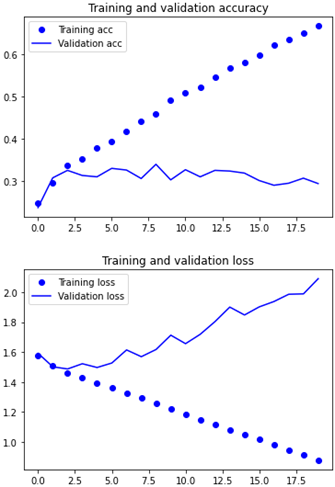 Training and validation accuracy
Training acc
Validation acc
0.6
0.5
0.4
0.3
0.0 2.5 5.0 7.5 10.0 12.5 15.0 17.5
Training and validation loss
Training loss
Validation loss
2.0
1.8
1.6
1.4
1.2
1.0
0.0 2.5 5.0 7.5 10.0 12.5 15.0 17.5